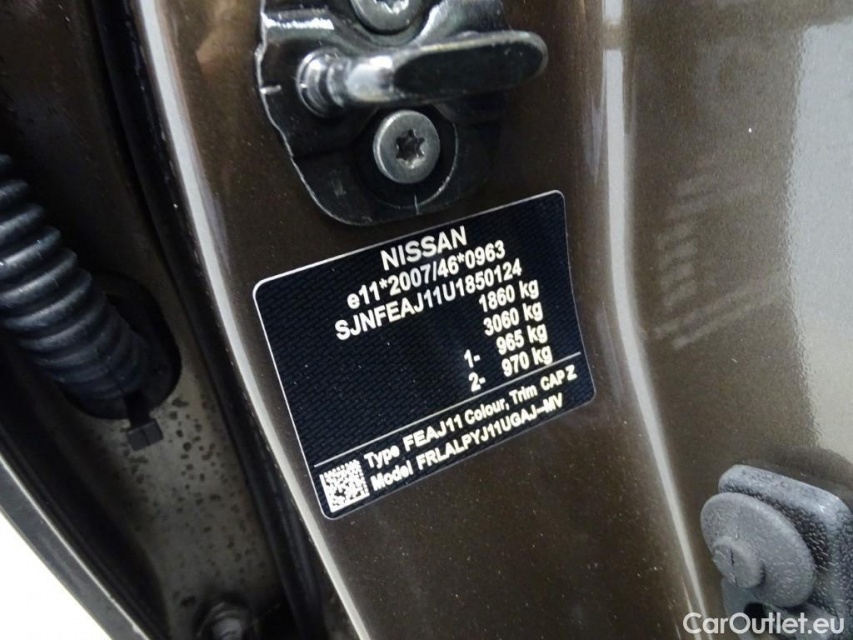 NISSAN
e11*2007/46*0963
SJNFEAJ11U1850124
1860 kg
3060 kg
1- 965 kg
2- 970 kg
Type FEAJ11 Colour, Trim CAP Z
Model FRLALPYJ11UGAJ-MV
CarOutlet.eu